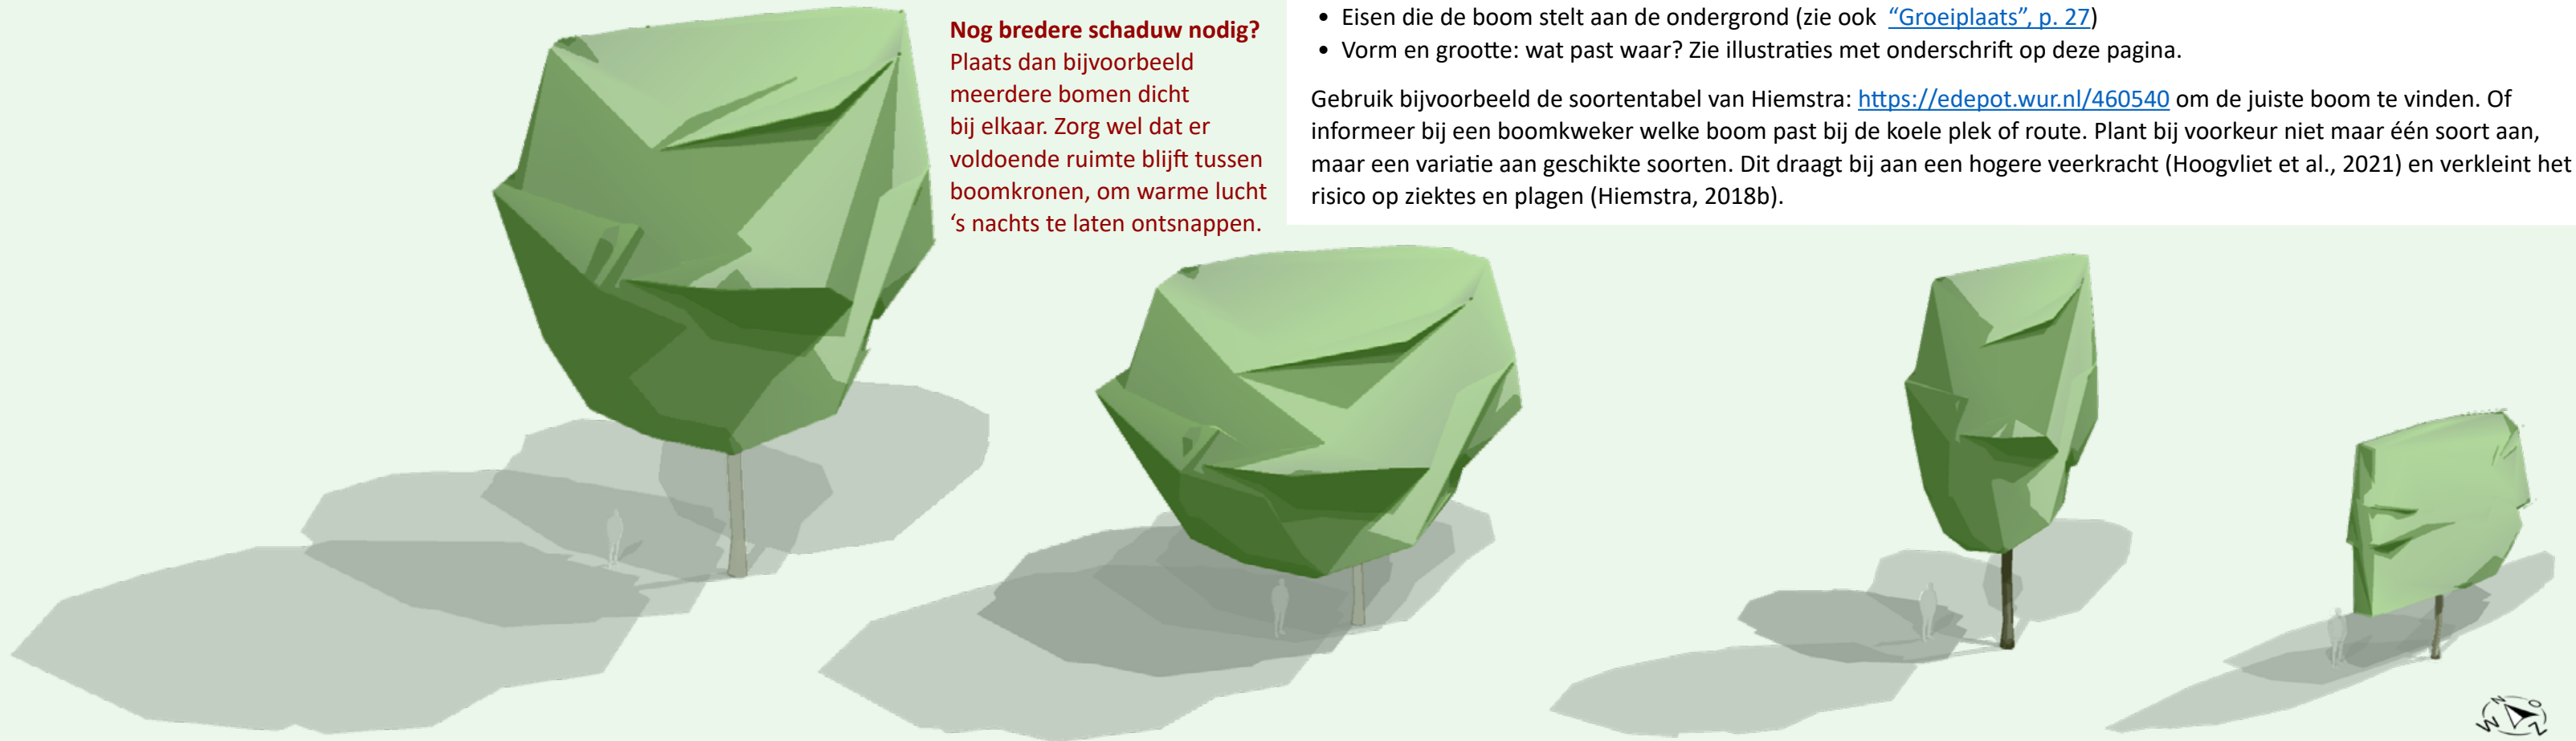 Nog bredere schaduw nodig?
Plaats dan bijvoorbeeld
meerdere bomen dicht
bij elkaar. Zorg wel dat er
voldoende ruimte blijft tussen
boomkronen, om warme lucht
‘s nachts te laten ontsnappen.
• Eisen die de boom stelt aan de ondergrond (zie ook “Groeiplaats”, p. 27)
• Vorm en grootte: wat past waar? Zie illustraties met onderschrift op deze pagina.
Gebruik bijvoorbeeld de soortentabel van Hiemstra: https://edepot.wur.nl/460540 om de juiste boom te vinden. Of
informeer bij een boomkweker welke boom past bij de koele plek of route. Plant bij voorkeur niet maar één soort aan,
maar een variatie aan geschikte soorten. Dit draagt bij aan een hogere veerkracht (Hoogvliet et al., 2021) en verkleint het
risico op ziektes en plagen (Hiemstra, 2018b).
N
O
W
Z